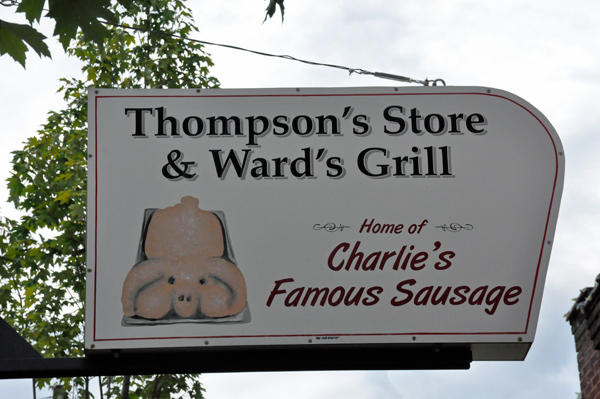 Thompson's Store
& Ward's Grill
Home of
Charlie's
Famous Sausage